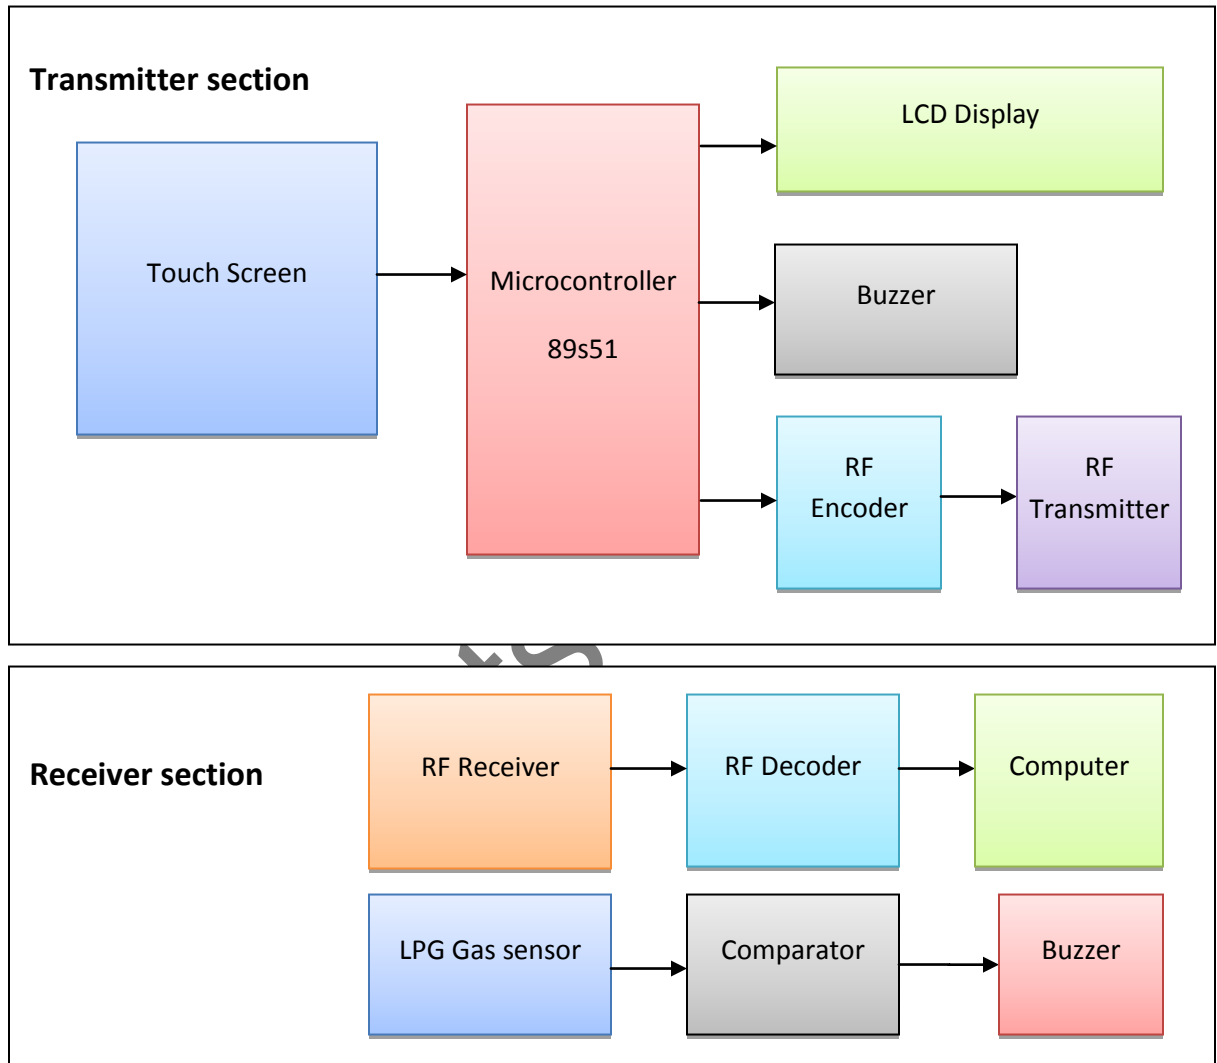 Transmitter section
LCD Display
Touch Screen
Microcontroller
89s51
Buzzer
RF
Encoder
RF
Transmitter
Receiver section
RF Receiver
RF Decoder
Computer
LPG Gas sensor
Comparator
Buzzer